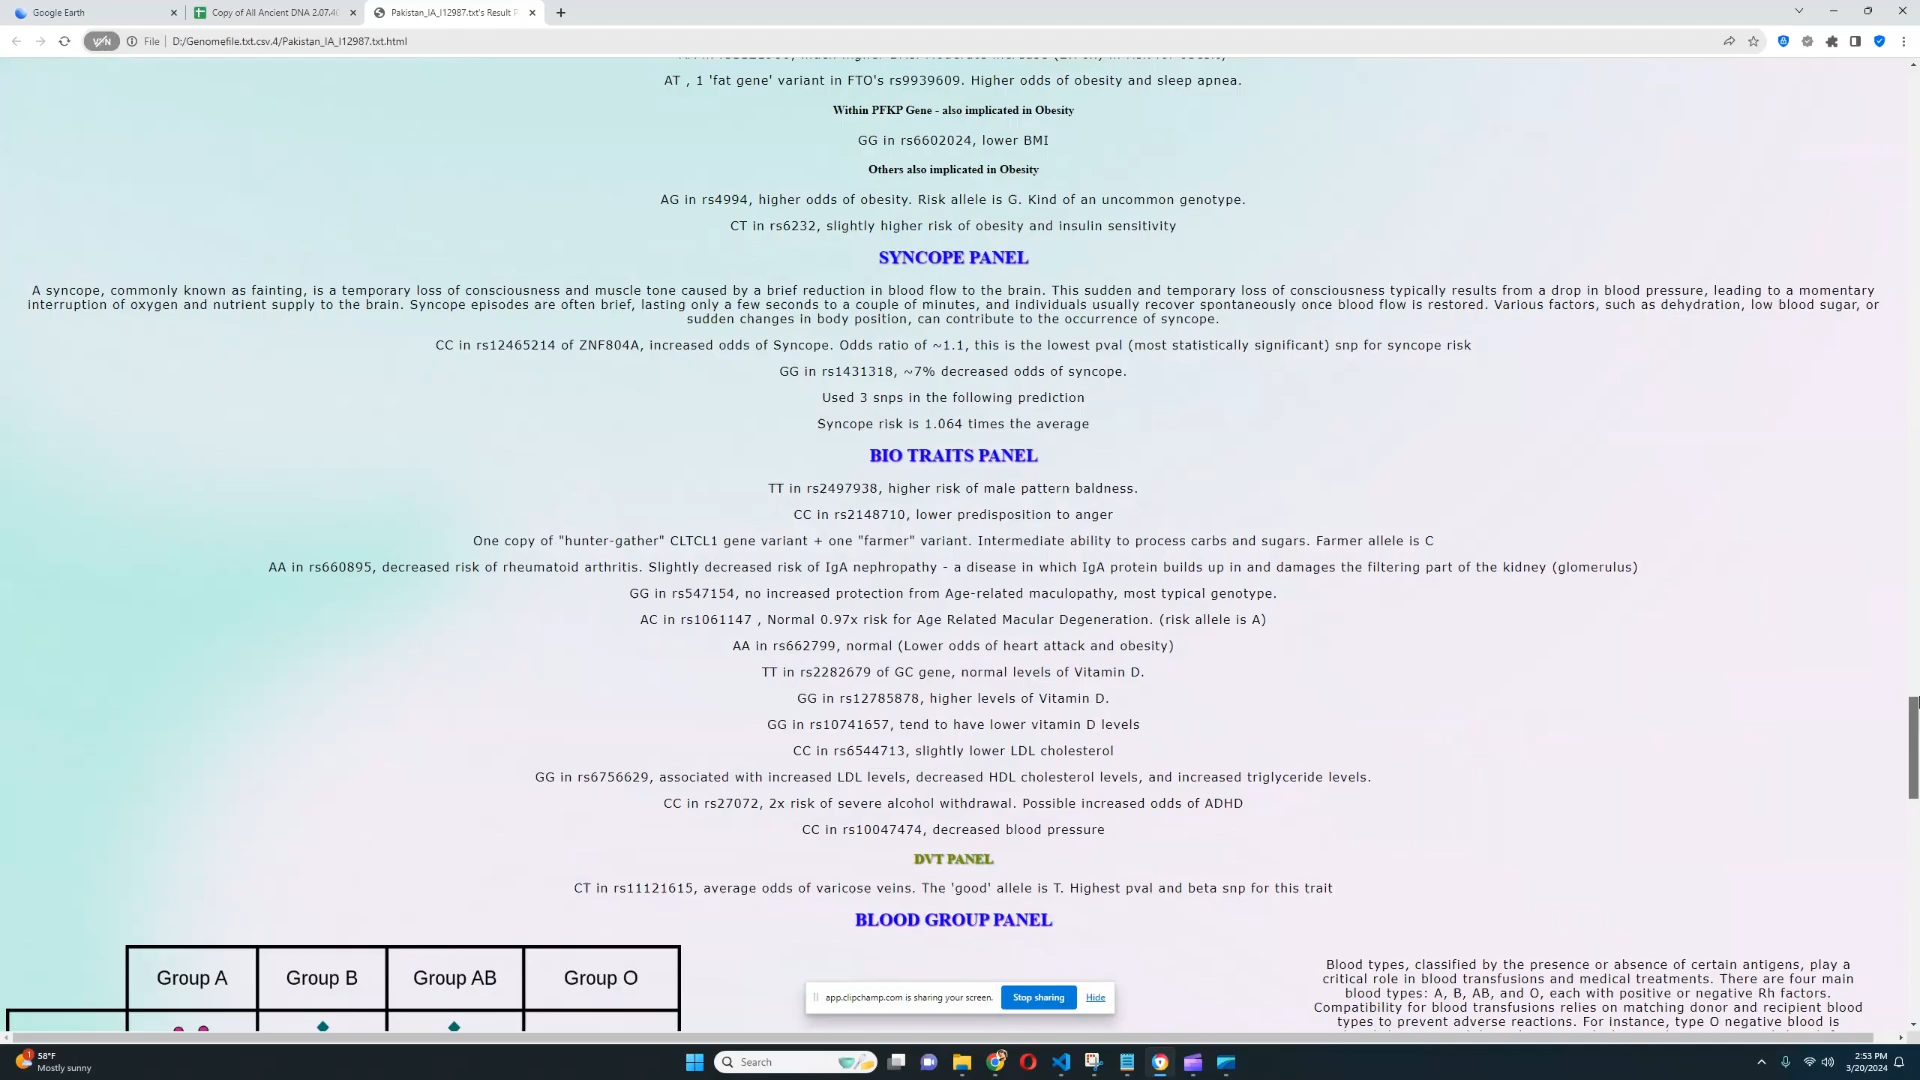 Google Earth
Copy of All Ancient DNA 2.07.40
Pakistan_IA_I12987.txt's Result P
VPN
File
D:/Genomefile.txt.csv.4/Pakistan_IA_I12987.txt.html
AT , 1 'fat gene' variant in FTO's rs9939609. Higher odds of obesity and sleep apnea.
Within PFKP Gene - also implicated in Obesity
GG in rs6602024, lower BMI
Others also implicated in Obesity
AG in rs4994, higher odds of obesity. Risk allele is G. Kind of an uncommon genotype.
CT in rs6232, slightly higher risk of obesity and insulin sensitivity
SYNCOPE PANEL
A syncope, commonly known as fainting, is a temporary loss of consciousness and muscle tone caused by a brief reduction in blood flow to the brain. This sudden and temporary loss of consciousness typically results from a drop in blood pressure, leading to a momentary
interruption of oxygen and nutrient supply to the brain. Syncope episodes are often brief, lasting only a few seconds to a couple of minutes, and individuals usually recover spontaneously once blood flow is restored. Various factors, such as dehydration, low blood sugar, or
sudden changes in body position, can contribute to the occurrence of syncope.
CC in rs12465214 of ZNF804A, increased odds of Syncope. Odds ratio of ~1.1, this is the lowest pval (most statistically significant) snp for syncope risk
GG in rs1431318, ~7% decreased odds of syncope.
Used 3 snps in the following prediction
Syncope risk is 1.064 times the average
BIO TRAITS PANEL
TT in rs2497938, higher risk of male pattern baldness.
CC in rs2148710, lower predisposition to anger
One copy of "hunter-gather" CLTCL1 gene variant + one "farmer" variant. Intermediate ability to process carbs and sugars. Farmer allele is C
AA in rs660895, decreased risk of rheumatoid arthritis. Slightly decreased risk of IgA nephropathy - a disease in which IgA protein builds up in and damages the filtering part of the kidney (glomerulus)
GG in rs547154, no increased protection from Age-related maculopathy, most typical genotype.
AC in rs1061147 , Normal 0.97x risk for Age Related Macular Degeneration. (risk allele is A)
AA in rs662799, normal (Lower odds of heart attack and obesity)
TT in rs2282679 of GC gene, normal levels of Vitamin D.
GG in rs12785878, higher levels of Vitamin D.
GG in rs10741657, tend to have lower vitamin D levels
CC in rs6544713, slightly lower LDL cholesterol
GG in rs6756629, associated with increased LDL levels, decreased HDL cholesterol levels, and increased triglyceride levels.
CC in rs27072, 2x risk of severe alcohol withdrawal. Possible increased odds of ADHD
CC in rs10047474, decreased blood pressure
DVT PANEL
CT in rs11121615, average odds of varicose veins. The 'good' allele is T. Highest pval and beta snp for this trait
BLOOD GROUP PANEL
Group A
Group B
Group AB
Group O
Blood types, classified by the presence or absence of certain antigens, play a
critical role in blood transfusions and medical treatments. There are four main
blood types: A, B, AB, and O, each with positive or negative Rh factors.
Compatibility for blood transfusions relies on matching donor and recipient blood
types to prevent adverse reactions. For instance, type O negative blood is
app.clipchamp.com is sharing your screen.
Stop sharing
Hide
1
58°F
Mostly sunny
Search
2:53 PM
3/20/2024